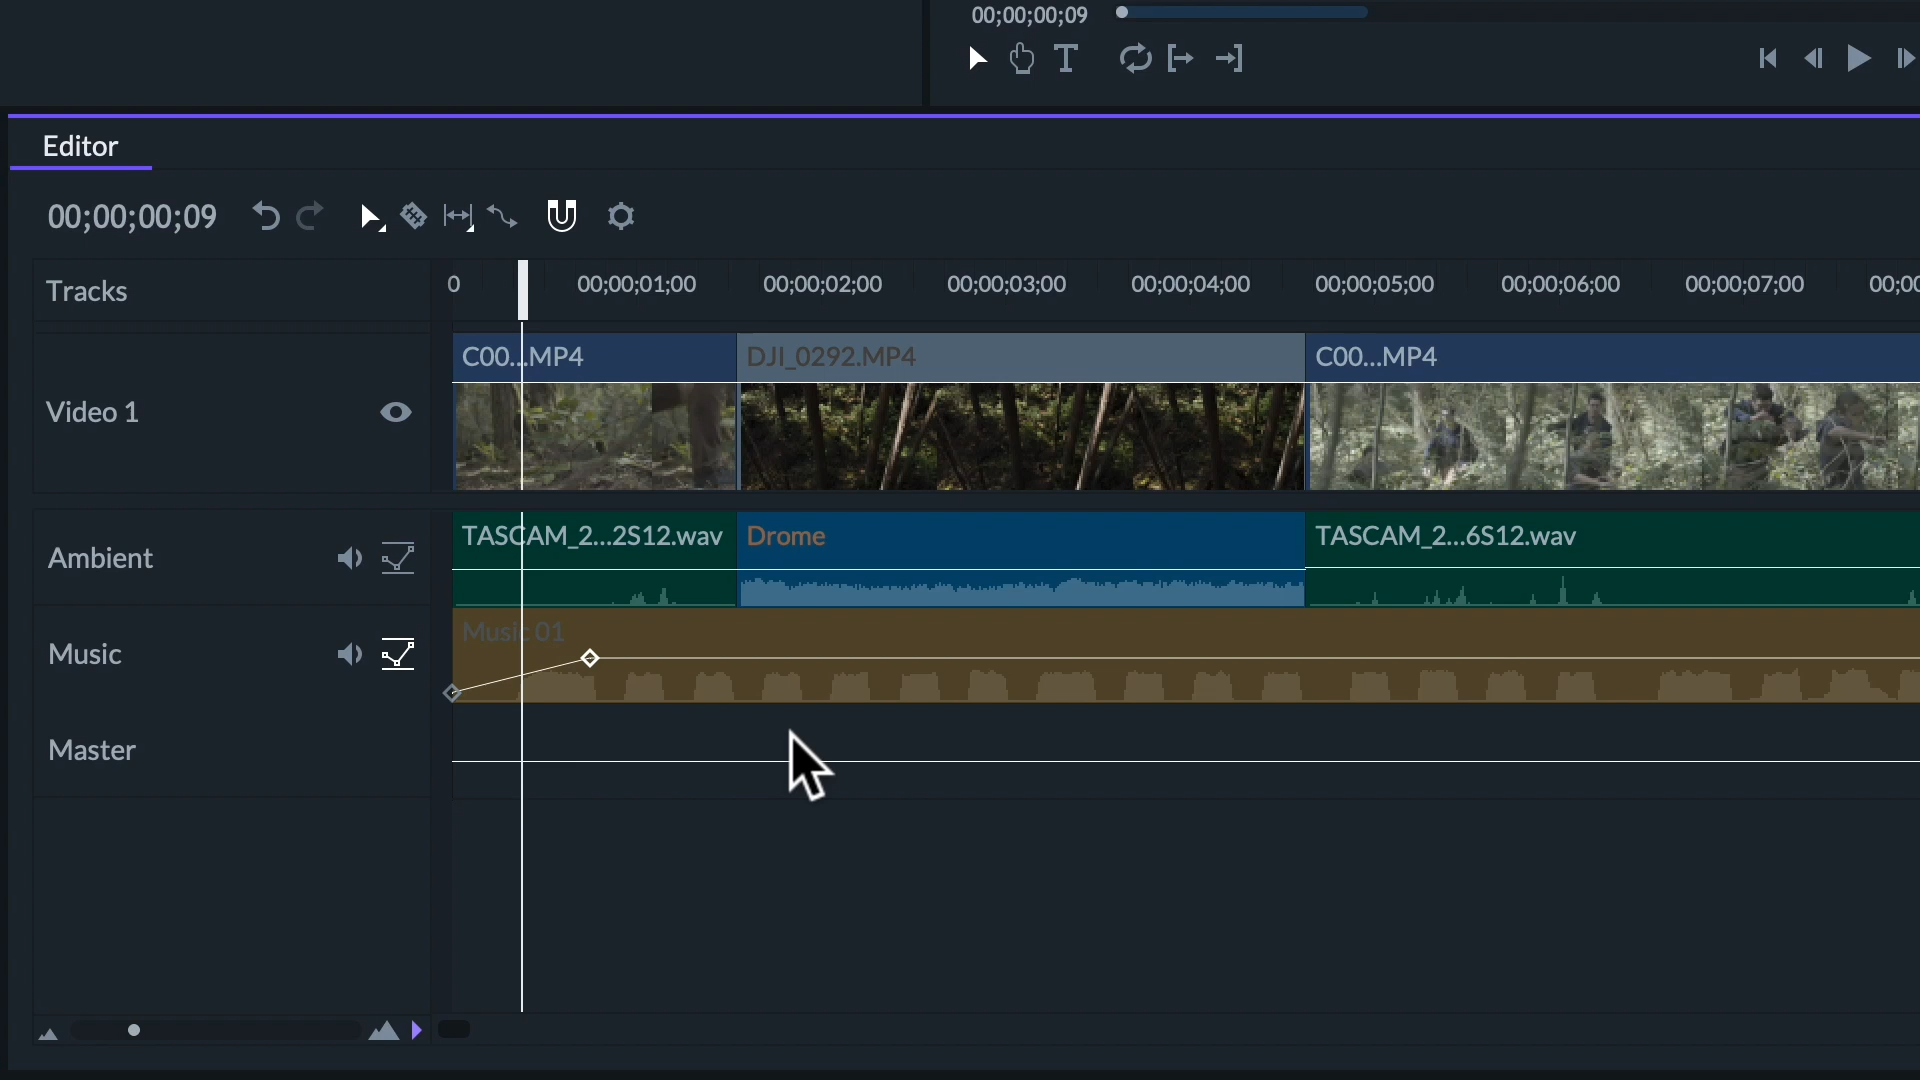 00;00;00;09
T
Editor
00;00;00;09
Tracks
0 00;00;01;00 00;00;02;00 00;00;03;00 00;00;04;00 00;00;05;00 00;00;06;00 00;00;07;00 00;00
Video 1
C00...MP4 DJI_0292.MP4 C00...MP4
Ambient
TASCAM_2...2S12.wav Drome TASCAM_2...6S12.wav
Music
Music 01
Master